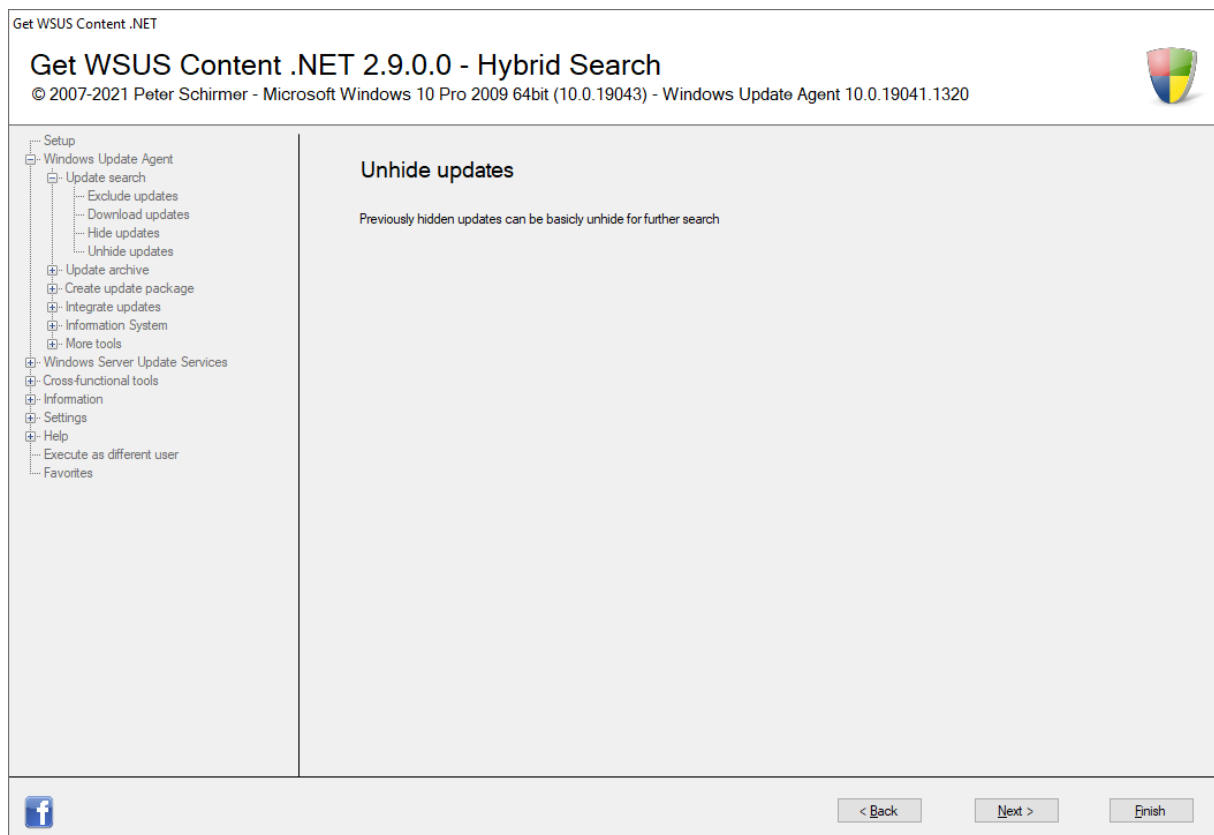 Get WSUS Content .NET
Get WSUS Content .NET 2.9.0.0 - Hybrid Search
© 2007-2021 Peter Schirmer - Microsoft Windows 10 Pro 2009 64bit (10.0.19043) - Windows Update Agent 10.0.19041.1320
Setup
Windows Update Agent
Update search
Exclude updates
Download updates
Hide updates
Unhide updates
Update archive
Create update package
Integrate updates
Information System
More tools
Windows Server Update Services
Cross-functional tools
Information
Settings
Help
Execute as different user
Favorites
Unhide updates
Previously hidden updates can be basicly unhide for further search
f
< Back
Next >
Finish